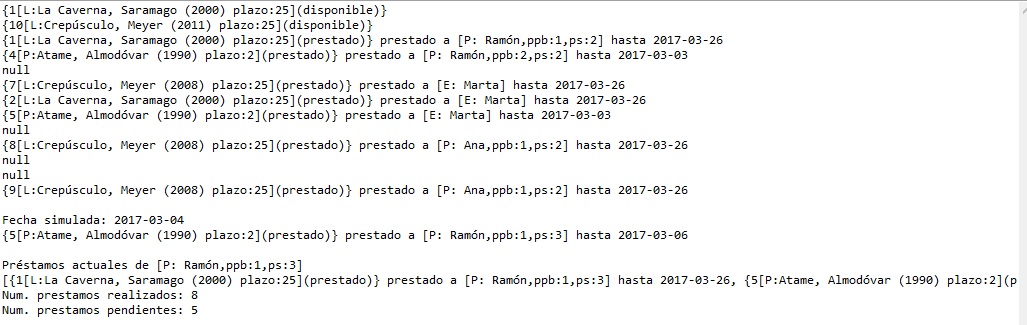 {1[L:La Caverna, Saramago (2000) plazo:25](disponible)}
{10[L:Crepúsculo, Meyer (2011) plazo:25](disponible)}
{1[L:La Caverna, Saramago (2000) plazo:25](prestado)} prestado a [P: Ramón,ppb:1,ps:2] hasta 2017-03-26
{4[P:Atame, Almodóvar (1990) plazo:2](prestado)} prestado a [P: Ramón,ppb:2,ps:2] hasta 2017-03-03
null
{7[L:Crepúsculo, Meyer (2008) plazo:25](prestado)} prestado a [E: Marta] hasta 2017-03-26
{2[L:La Caverna, Saramago (2000) plazo:25](prestado)} prestado a [E: Marta] hasta 2017-03-26
{5[P:Atame, Almodóvar (1990) plazo:2](prestado)} prestado a [E: Marta] hasta 2017-03-03
null
{8[L:Crepúsculo, Meyer (2008) plazo:25](prestado)} prestado a [P: Ana,ppb:1,ps:2] hasta 2017-03-26
null
null
{9[L:Crepúsculo, Meyer (2008) plazo:25](prestado)} prestado a [P: Ana,ppb:1,ps:2] hasta 2017-03-26
Fecha simulada: 2017-03-04
{5[P:Atame, Almodóvar (1990) plazo:2](prestado)} prestado a [P: Ramón,ppb:1,ps:3] hasta 2017-03-06
Préstamos actuales de [P: Ramón,ppb:1,ps:3]
[{1[L:La Caverna, Saramago (2000) plazo:25](prestado)} prestado a [P: Ramón,ppb:1,ps:3] hasta 2017-03-26, {5[P:Atame, Almodóvar (1990) plazo:2](p
Num. prestamos realizados: 8
Num. prestamos pendientes: 5